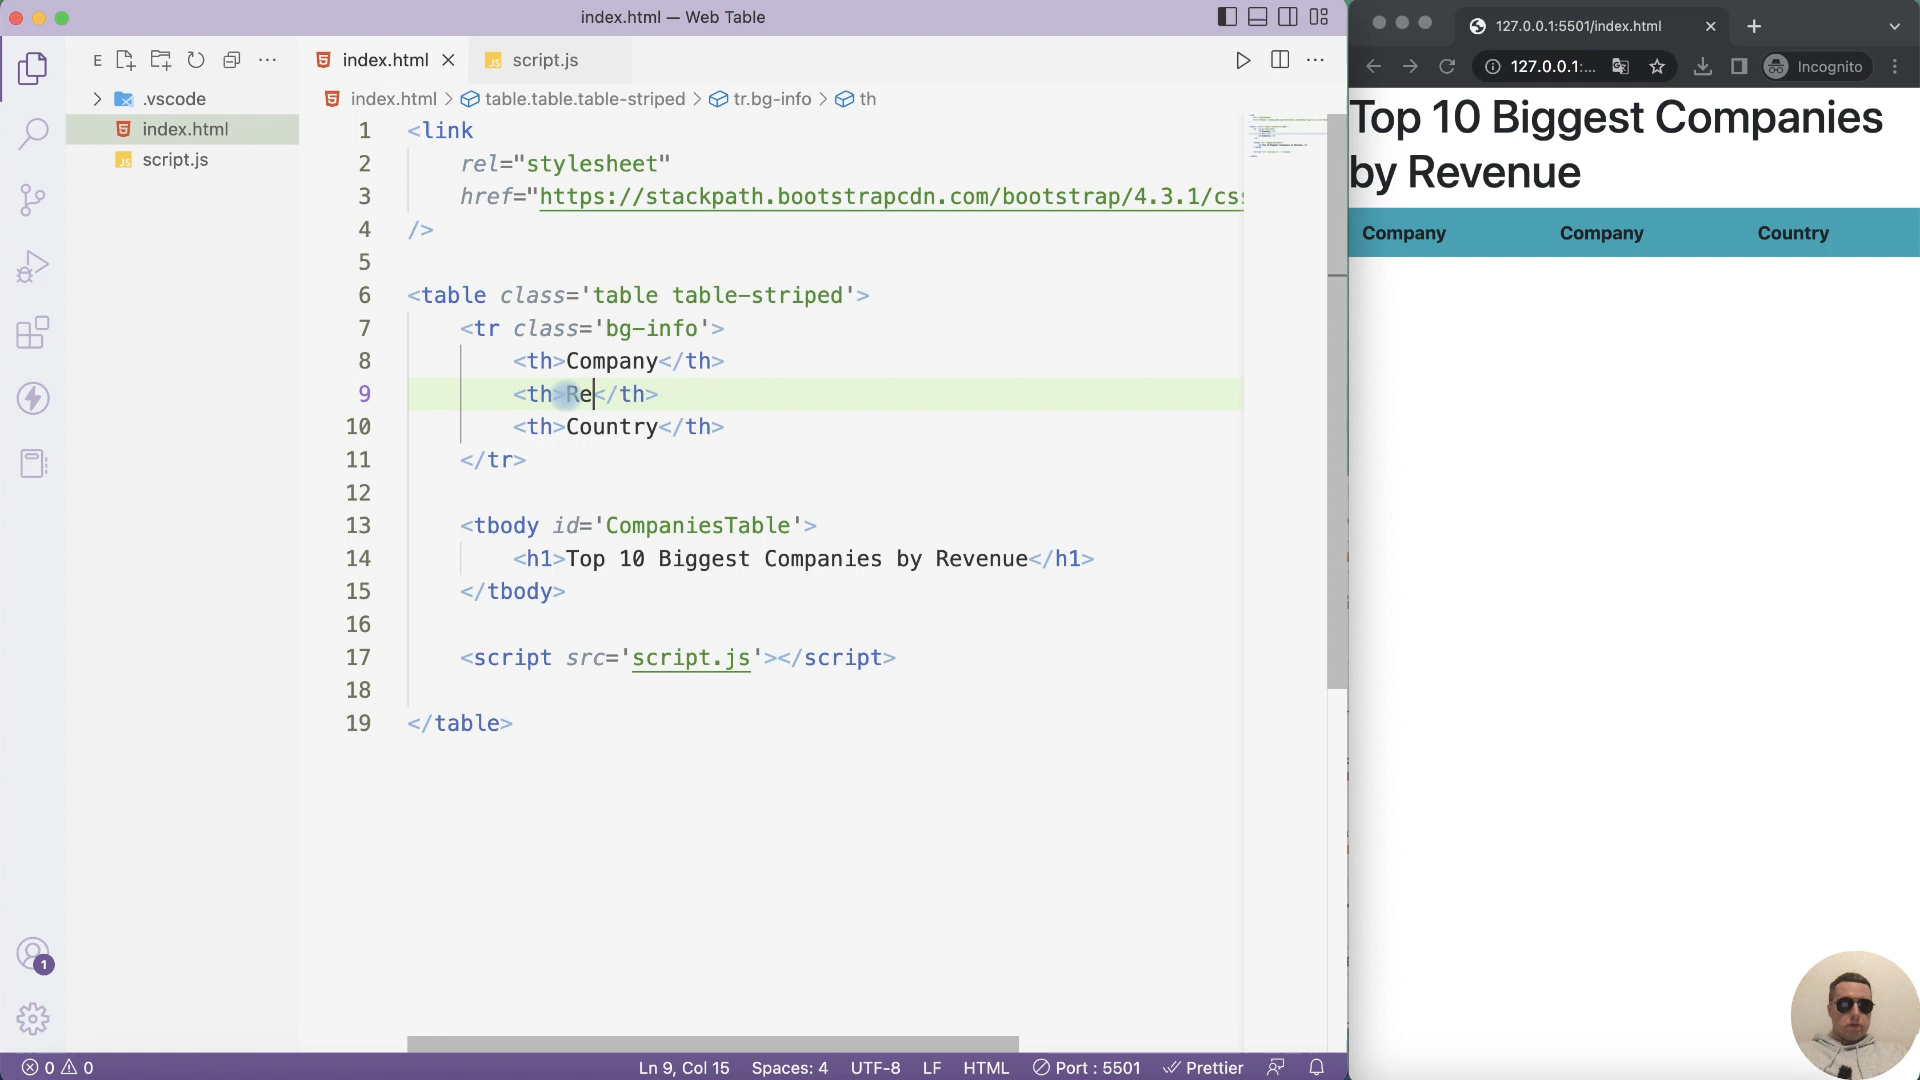 index.html — Web Table
E
index.html
script.js
index.html > table.table.table-striped > tr.bg-info > th
.vscode
index.html
script.js
1 <link
2 rel="stylesheet"
3 href="https://stackpath.bootstrapcdn.com/bootstrap/4.3.1/css
4 />
5
6 <table class='table table-striped'>
7 <tr class='bg-info'>
8 <th>Company</th>
9 <th>Re</th>
10 <th>Country</th>
11 </tr>
12
13 <tbody id='CompaniesTable'>
14 <h1>Top 10 Biggest Companies by Revenue</h1>
15 </tbody>
16
17 <script src='script.js'></script>
18
19 </table>
1
0 0 Ln 9, Col 15 Spaces: 4 UTF-8 LF HTML Port : 5501 Prettier
127.0.0.1:5501/index.html
127.0.0.1:... Incognito
Top 10 Biggest Companies
by Revenue
Company Company Country